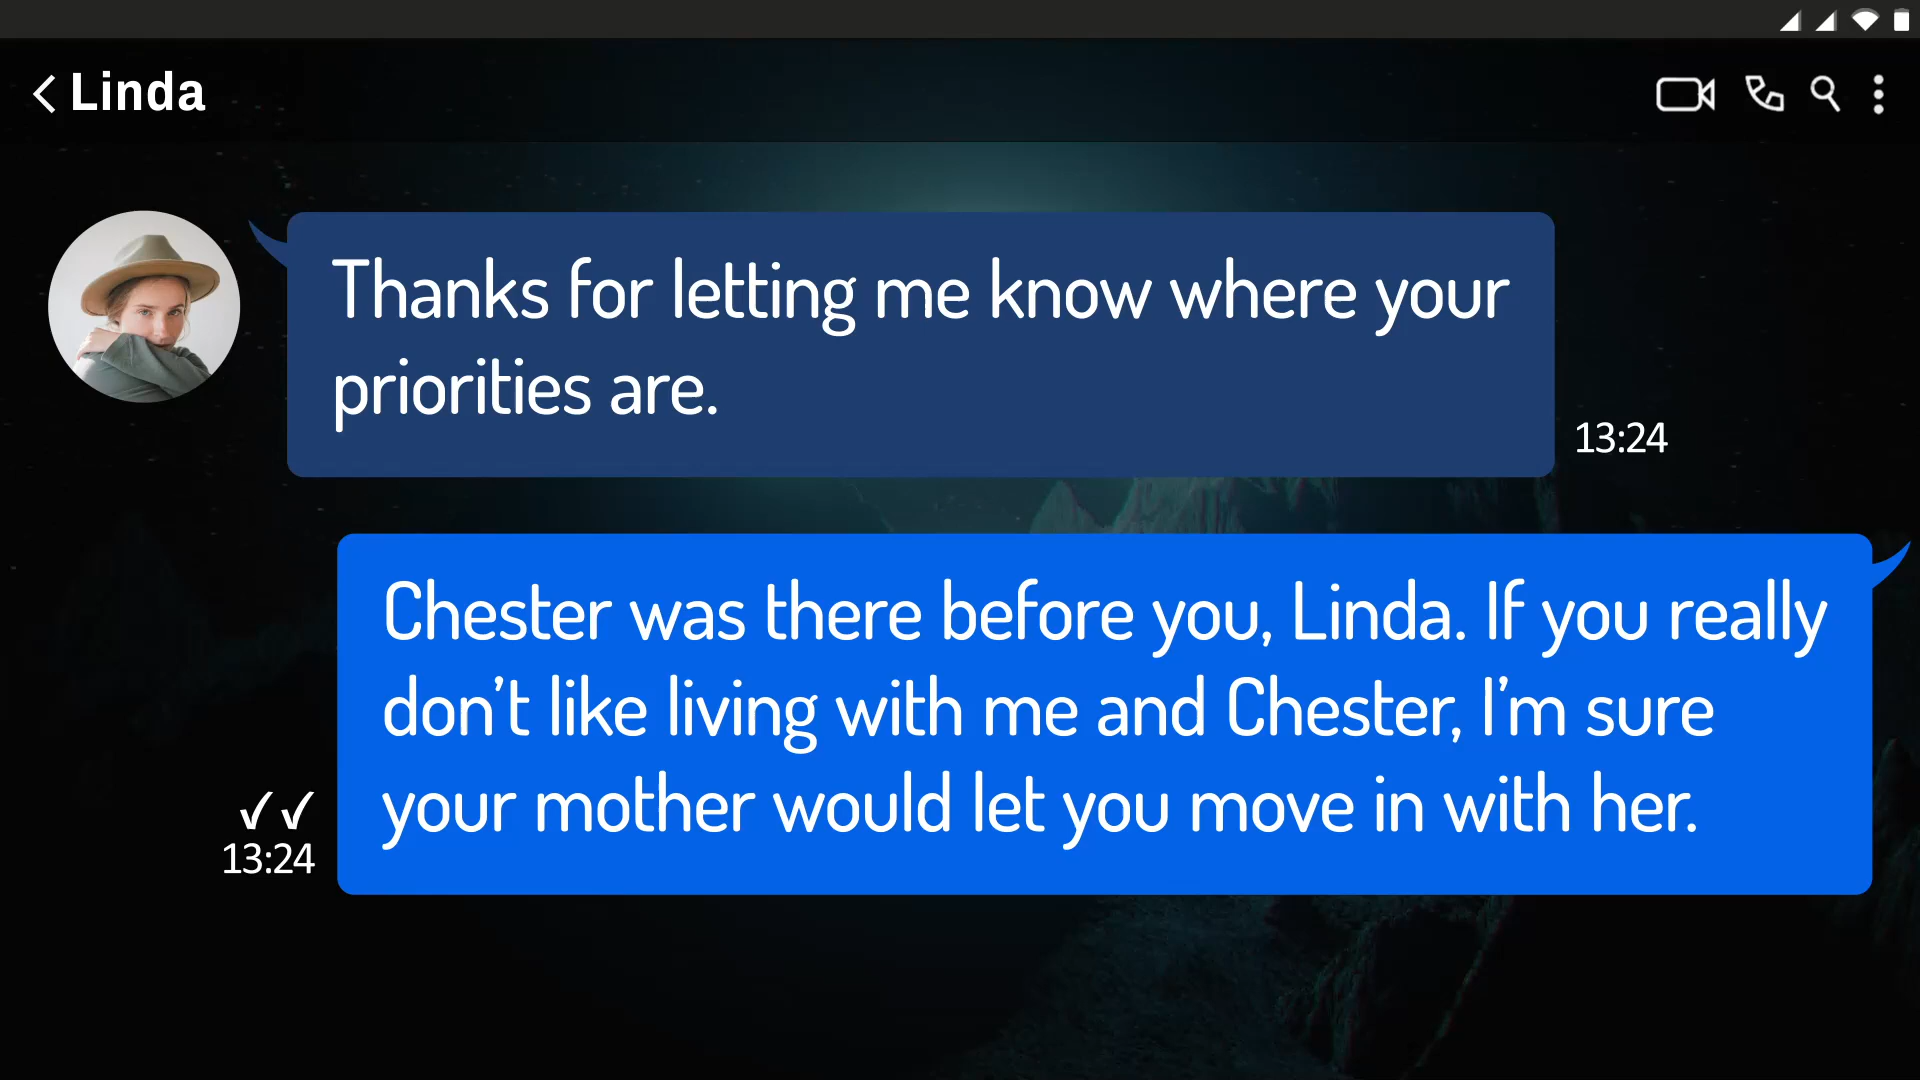 Linda
Thanks for letting me know where your
priorities are.
13:24
Chester was there before you, Linda. If you really
don’t like living with me and Chester, I’m sure
your mother would let you move in with her.
13:24